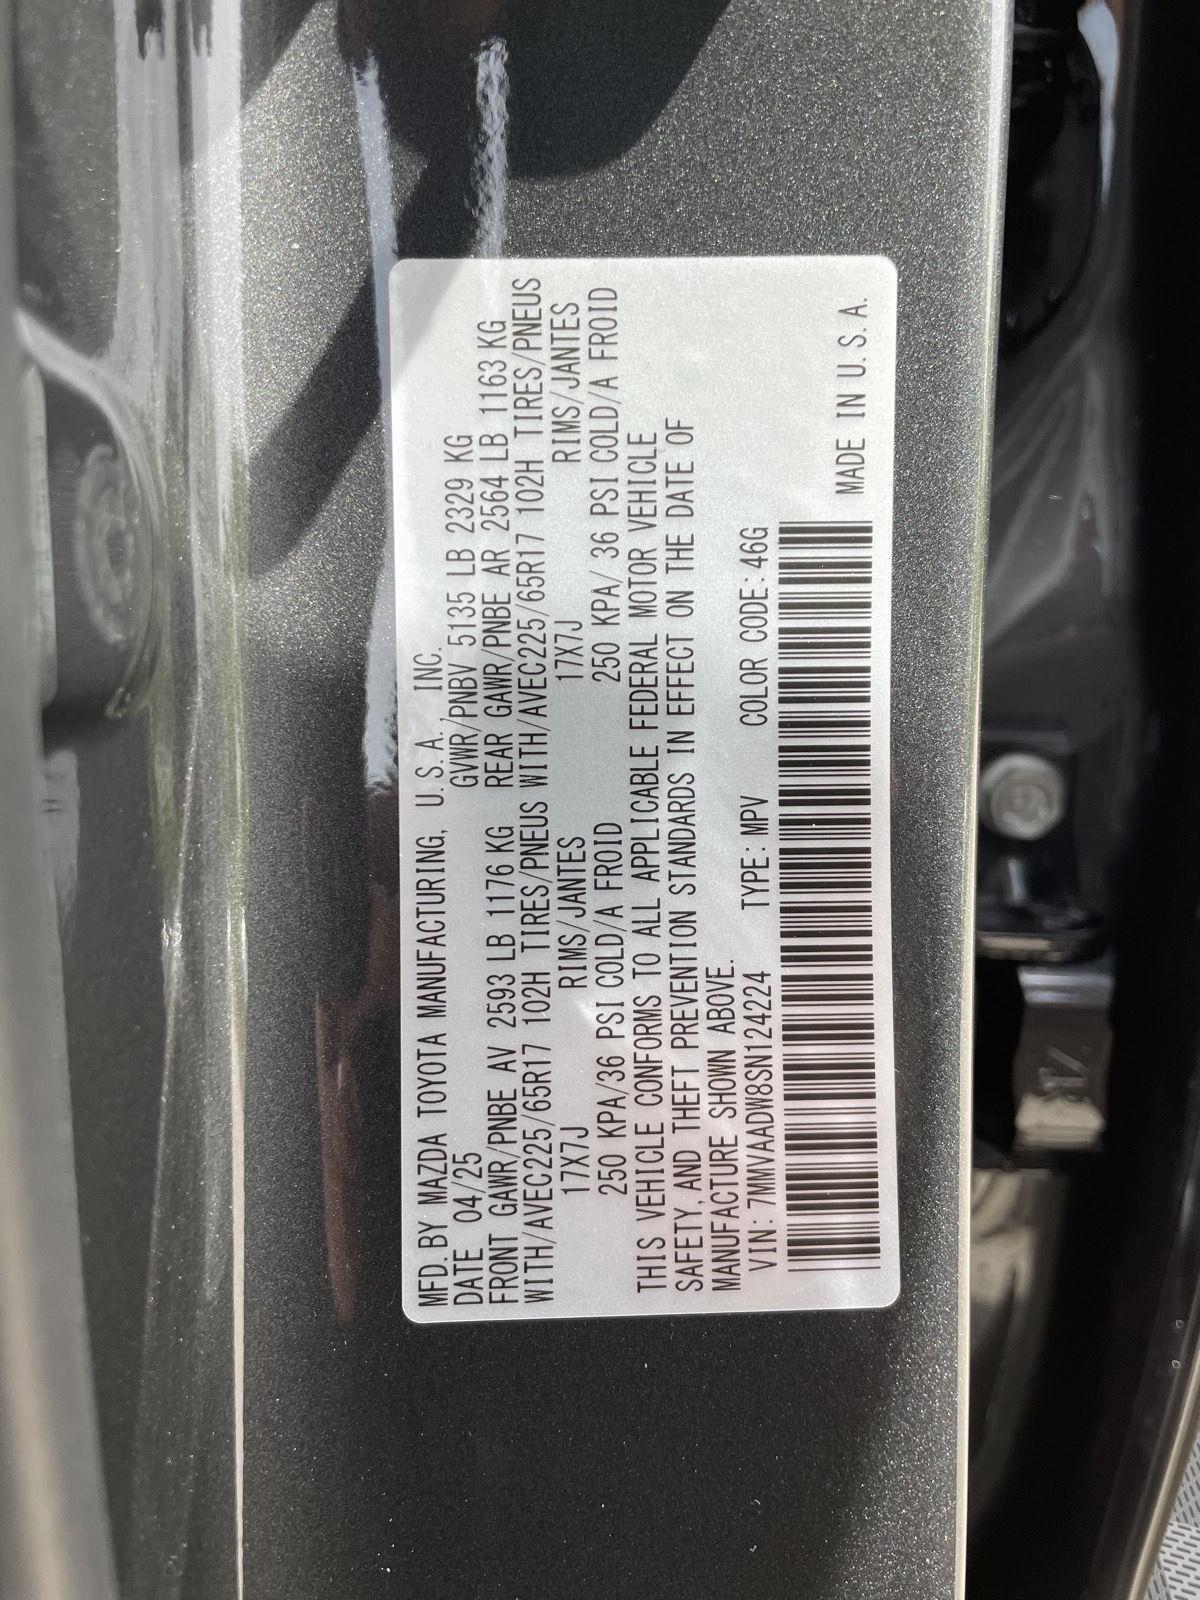 MFD. BY MAZDA TOYOTA MANUFACTURING, U.S.A. INC.
DATE 04/25 GVWR/PNBV 5135 LB 2329 KG
FRONT GAWR/PNBE AV 2593 LB 1176 KG REAR GAWR/PNBE AR 2564 LB 1163 KG
WITH/AVEC225/65R17 102H TIRES/PNEUS WITH/AVEC225/65R17 102H TIRES/PNEUS
17X7J RIMS/JANTES 17X7J RIMS/JANTES
250 KPA/36 PSI COLD/A FROID 250 KPA/ 36 PSI COLD/A FROID
THIS VEHICLE CONFORMS TO ALL APPLICABLE FEDERAL MOTOR VEHICLE
SAFETY, AND THEFT PREVENTION STANDARDS IN EFFECT ON THE DATE OF
MANUFACTURE SHOWN ABOVE.
VIN: 7MMVAADW8SN124224 TYPE: MPV COLOR CODE: 46G
MADE IN U.S.A.